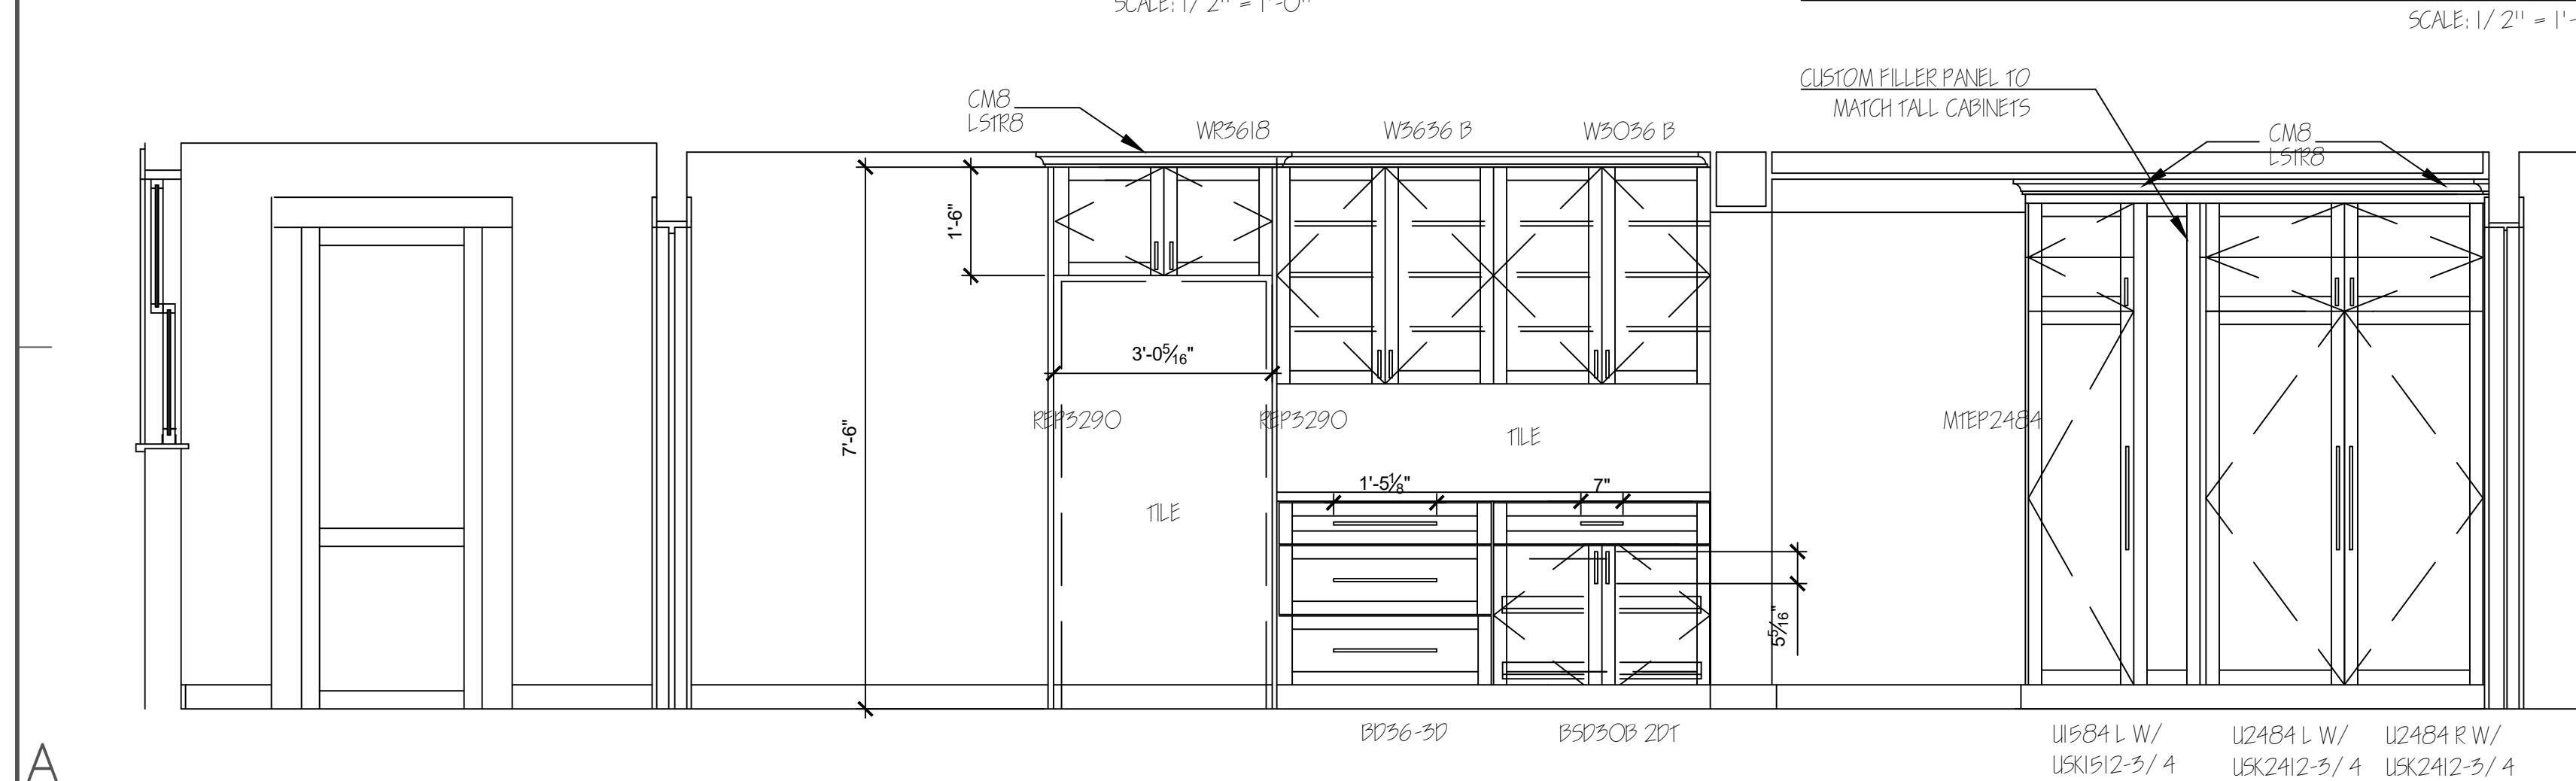 SCALE: 1/2" = 1'-0"
SCALE: 1/2" = 1'-
CUSTOM FILLER PANEL TO
MATCH TALL CABINETS
CM8
LSTR8
WR3618
W3636 B
W3036 B
CM8
LSTR8
1'-6"
3'-0 5/16"
7'-6"
REP3290
REP3290
MTEP2484
TILE
TILE
1'-5 1/8"
7"
5 5/16"
BD36-3D
BSD30B 2DT
U1584 L W/
USK1512-3/4
U2484 L W/
USK2412-3/4
U2484 R W/
USK2412-3/4
A